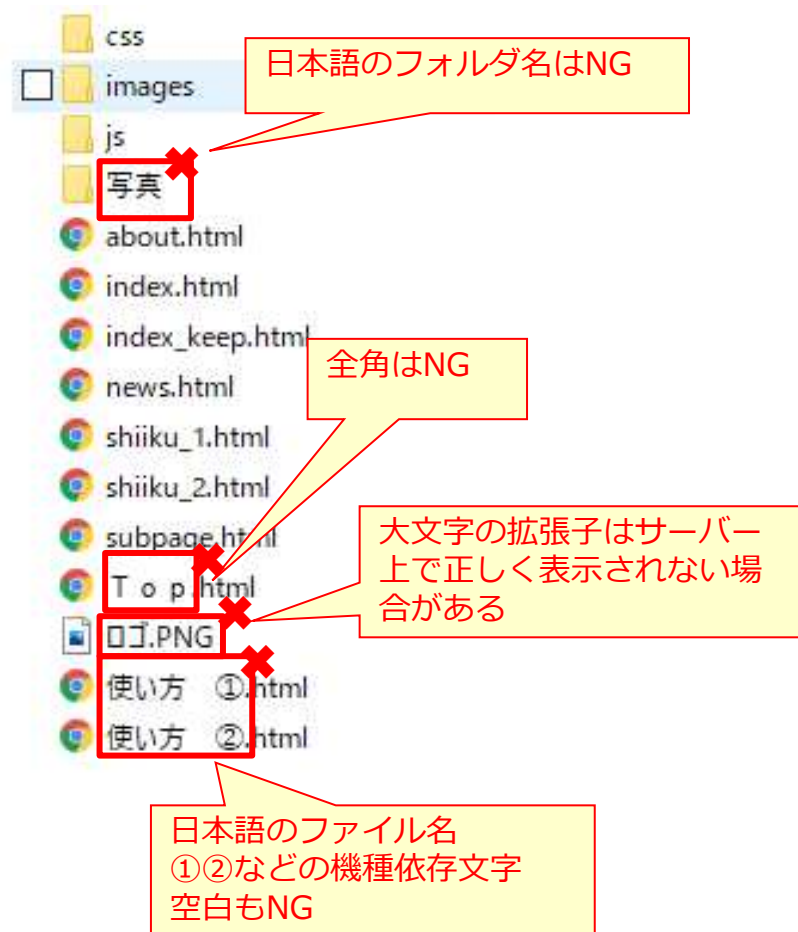 css
日本語のフォルダ名はNG
images
js
写真
about.html
index.html
index_keep.html
全角はNG
news.html
shiiku_1.html
shiiku_2.html
subpage.html
大文字の拡張子はサーバー
上で正しく表示されない場
合がある
Ｔｏｐ.html
ロゴ.PNG
使い方　①.html
使い方　②.html
日本語のファイル名
①②などの機種依存文字
空白もNG